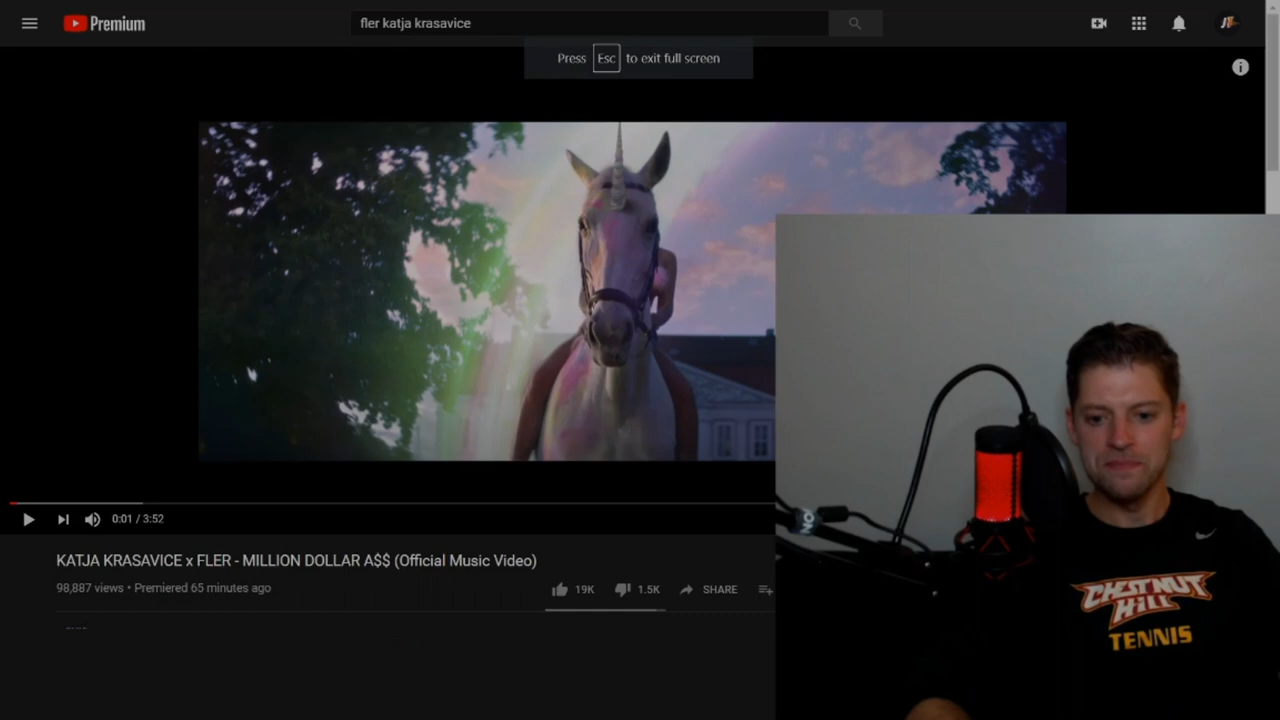 Premium
fler katja krasavice
Press Esc to exit full screen
0:01 / 3:52
KATJA KRASAVICE x FLER - MILLION DOLLAR A$$ (Official Music Video)
98,887 views • Premiered 65 minutes ago
19K
1.5K
SHARE
CHSTNUT
HILL
TENNIS